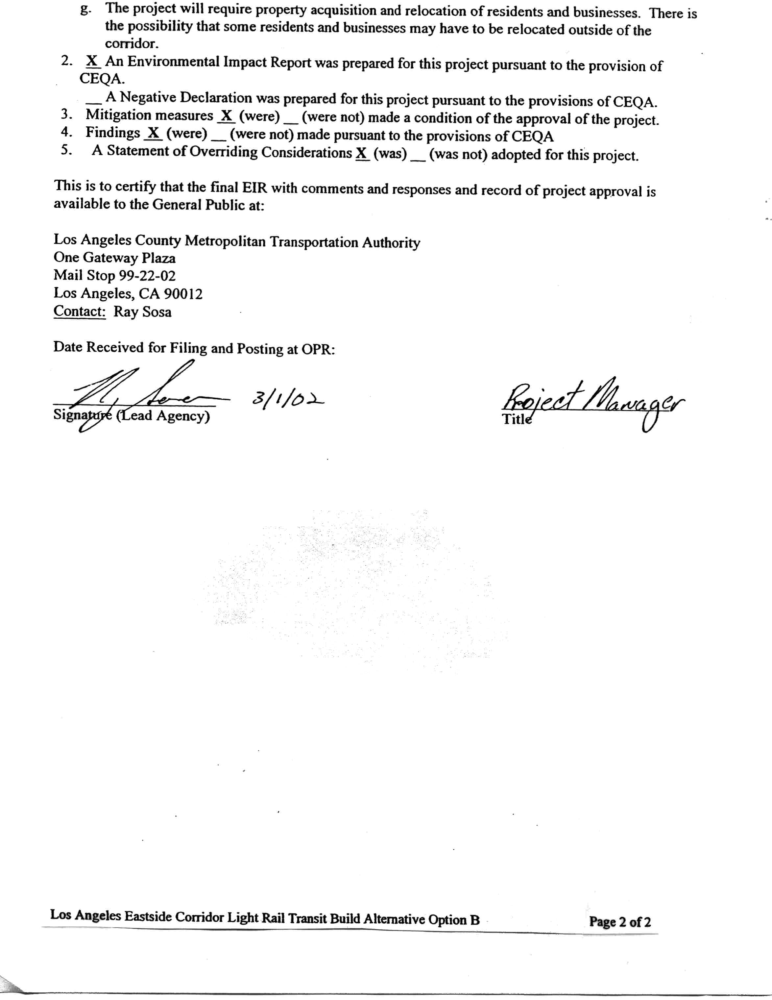 g. The project will require property acquisition and relocation of residents and businesses. There is
the possibility that some residents and businesses may have to be relocated outside of the
corridor.
2. X An Environmental Impact Report was prepared for this project pursuant to the provision of
CEQA.
__ A Negative Declaration was prepared for this project pursuant to the provisions of CEQA.
3. Mitigation measures X (were) __ (were not) made a condition of the approval of the project.
4. Findings X (were) __ (were not) made pursuant to the provisions of CEQA
5. A Statement of Overriding Considerations X (was) __ (was not) adopted for this project.
This is to certify that the final EIR with comments and responses and record of project approval is
available to the General Public at:
Los Angeles County Metropolitan Transportation Authority
One Gateway Plaza
Mail Stop 99-22-02
Los Angeles, CA 90012
Contact: Ray Sosa
Date Received for Filing and Posting at OPR:
3/1/02 Project Manager
Signature (Lead Agency) Title
Los Angeles Eastside Corridor Light Rail Transit Build Alternative Option B Page 2 of 2